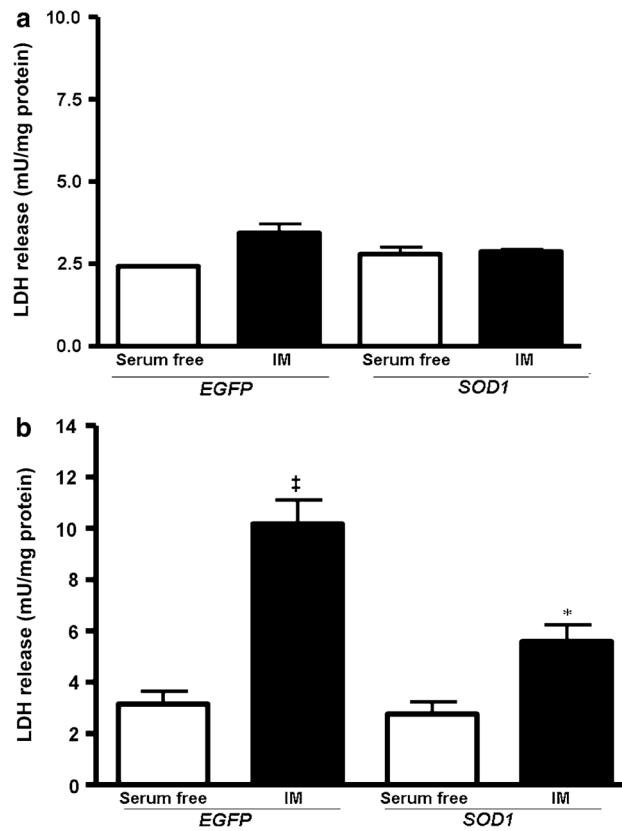 a
10.0
7.5
5.0
2.5
0.0
LDH release (mU/mg protein)
Serum free IM Serum free IM
EGFP SOD1
b
14
12
10
8
6
4
2
0
LDH release (mU/mg protein)
‡
*
Serum free IM Serum free IM
EGFP SOD1